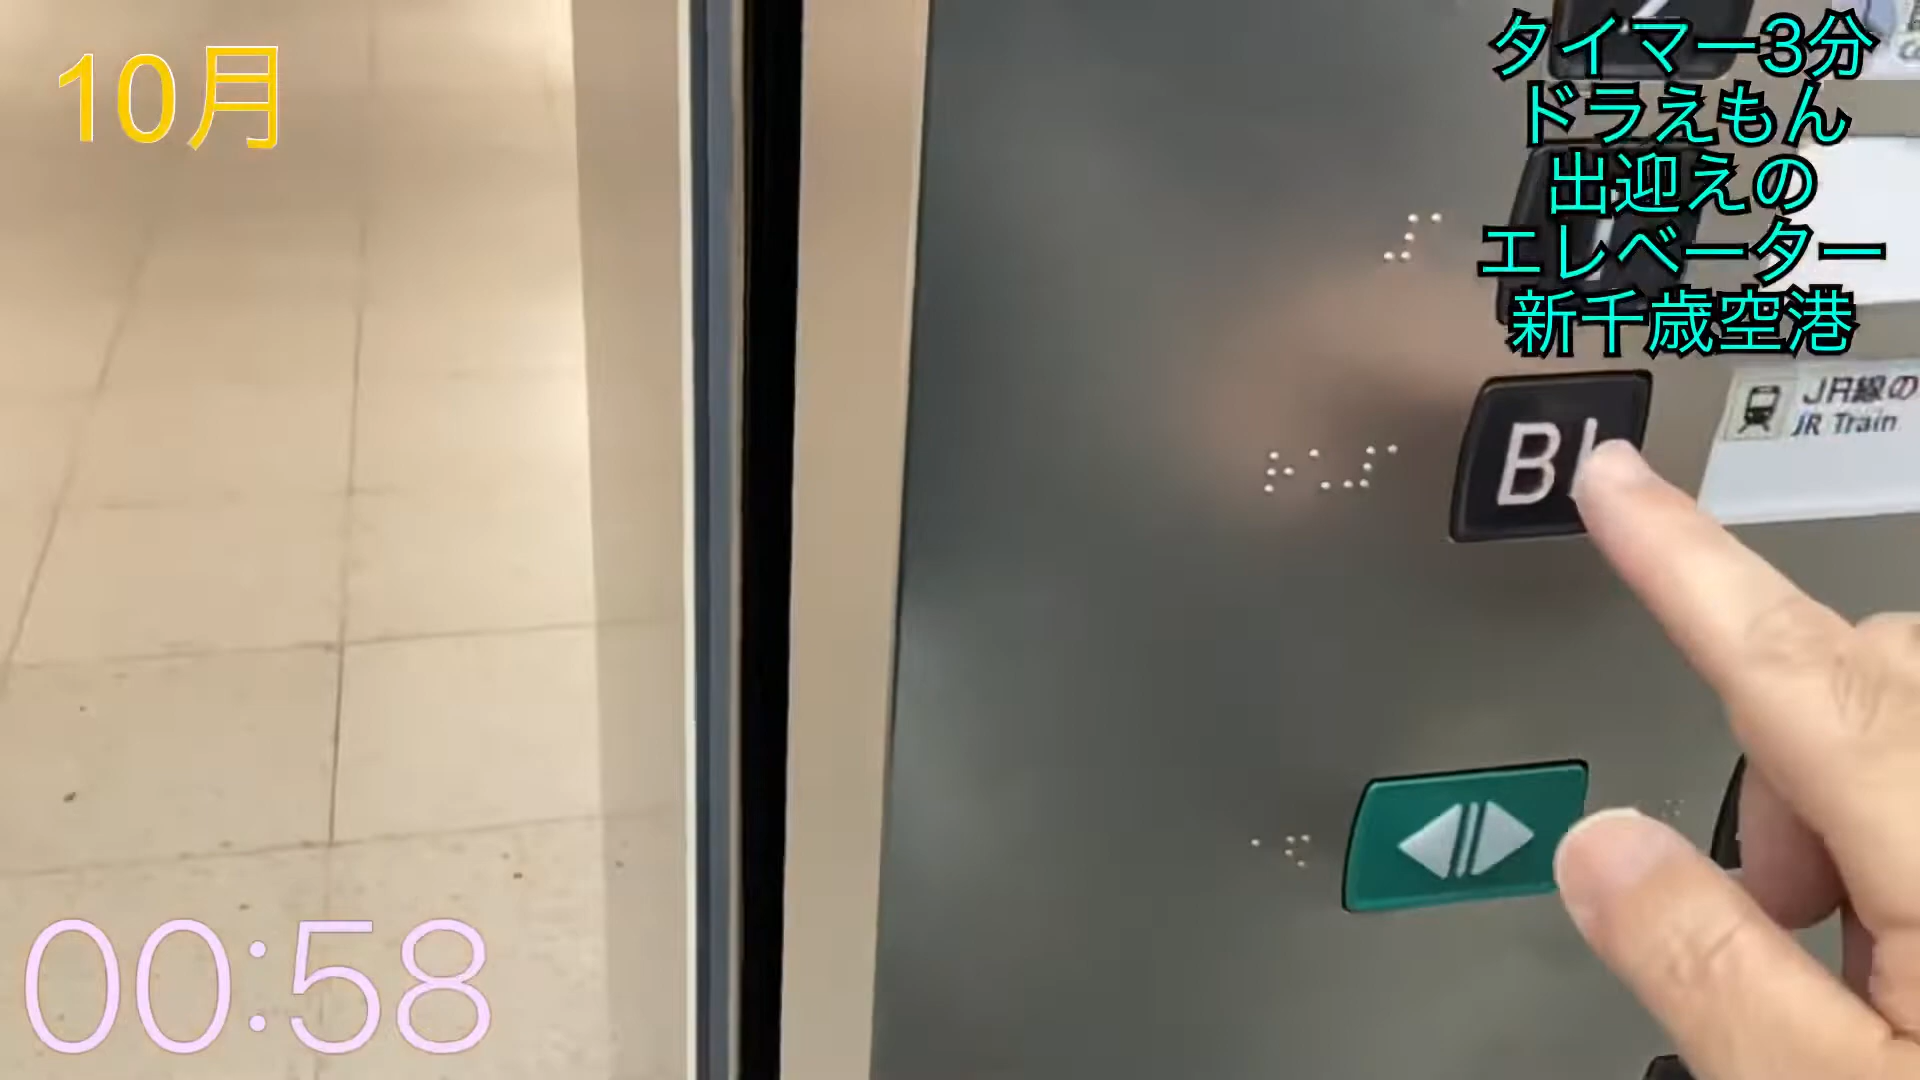 10月
タイマー3分
ドラえもん
出迎えの
エレベーター
新千歳空港
JR線の
JR Train
00:58